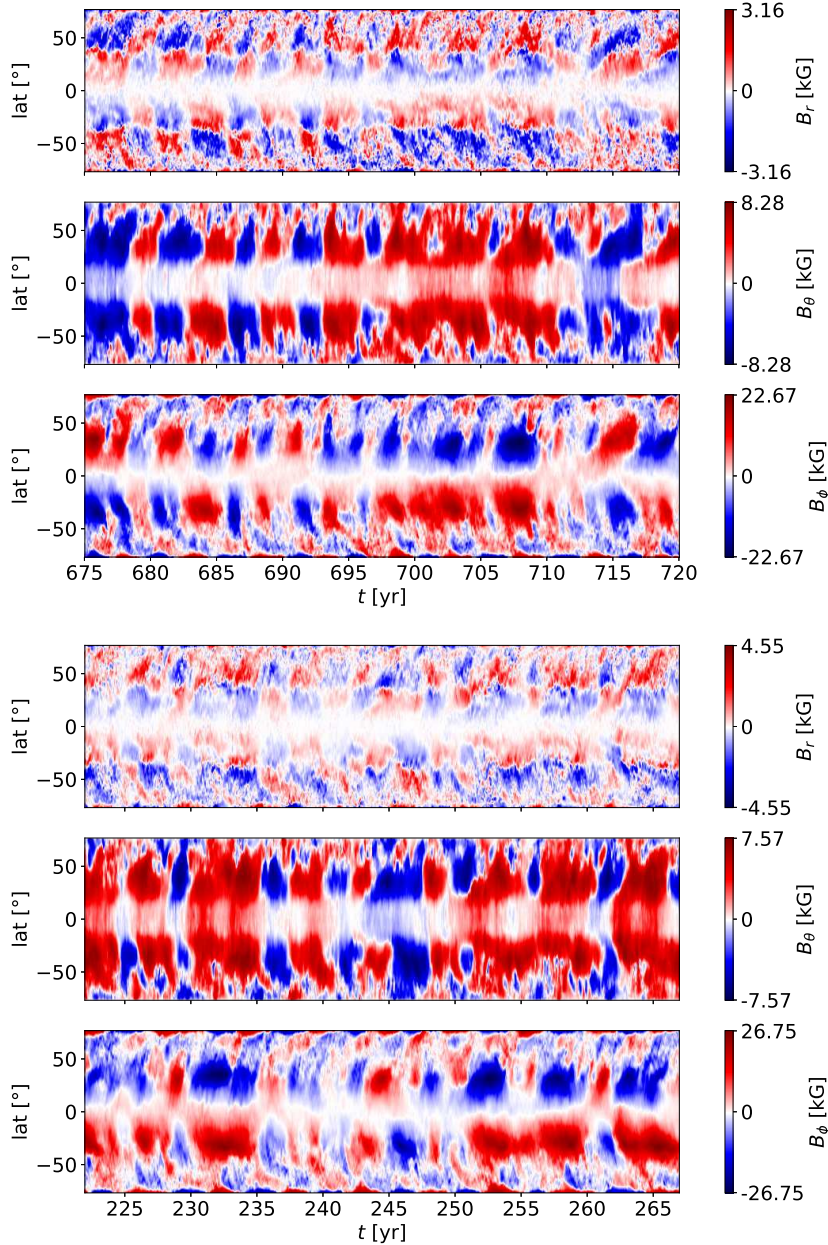 3.16
50
0
−50
lat [°]
0
-3.16
B_r [kG]
8.28
50
0
−50
lat [°]
0
-8.28
B_θ [kG]
22.67
50
0
−50
lat [°]
0
-22.67
B_ϕ [kG]
675 680 685 690 695 700 705 710 715 720
t [yr]
4.55
50
0
−50
lat [°]
0
-4.55
B_r [kG]
7.57
50
0
−50
lat [°]
0
-7.57
B_θ [kG]
26.75
50
0
−50
lat [°]
0
-26.75
B_ϕ [kG]
225 230 235 240 245 250 255 260 265
t [yr]